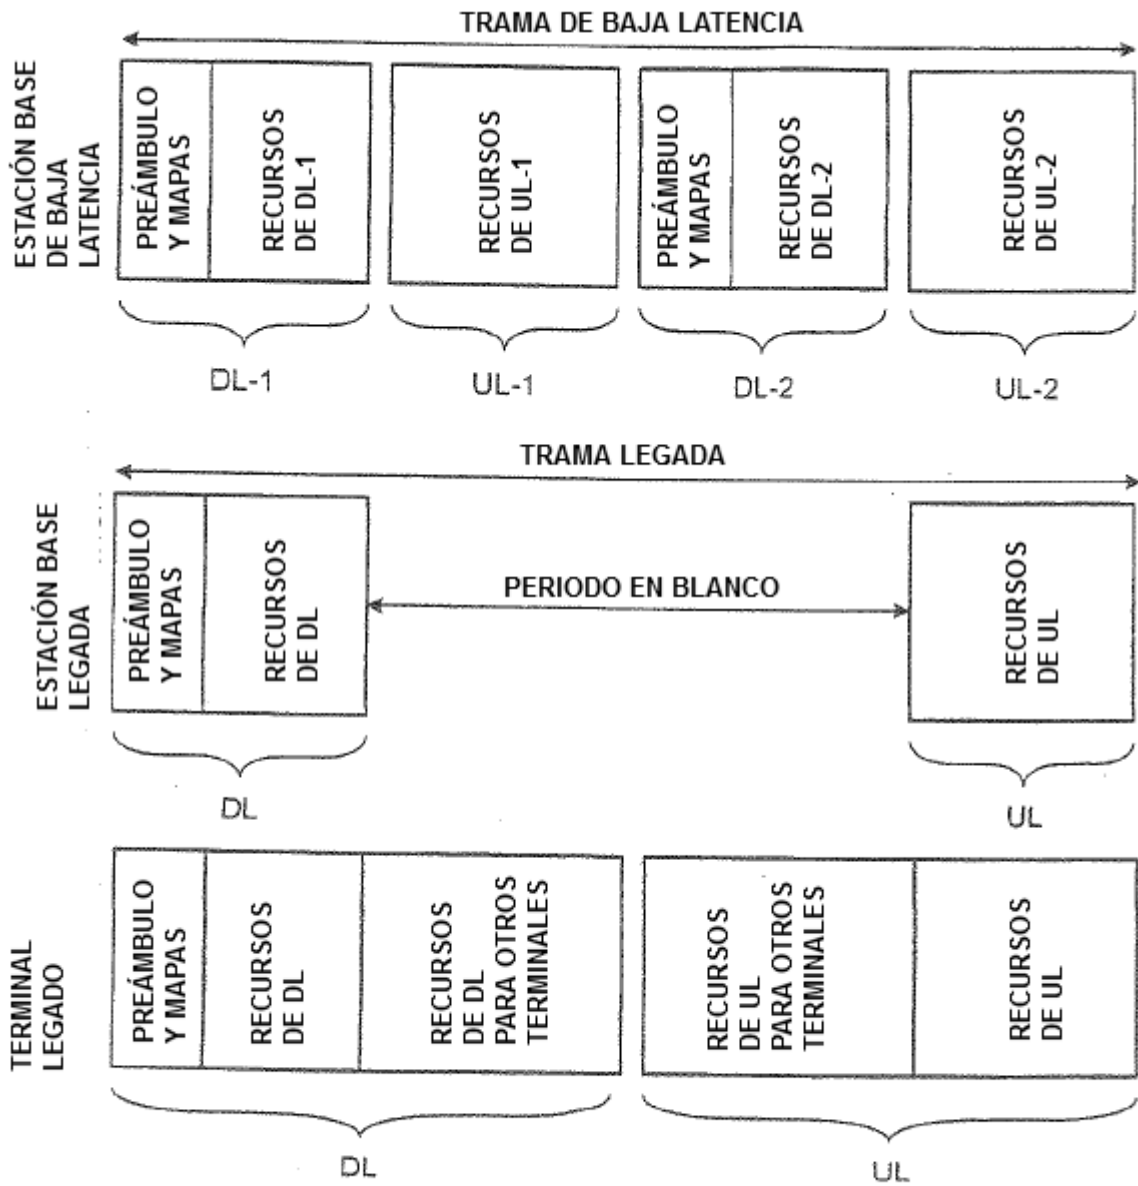 TRAMA DE BAJA LATENCIA
ESTACIÓN BASE
DE BAJA
LATENCIA
PREÁMBULO
Y MAPAS
RECURSOS
DE DL-1
RECURSOS
DE UL-1
PREÁMBULO
Y MAPAS
RECURSOS
DE DL-2
RECURSOS
DE UL-2
DL-1
UL-1
DL-2
UL-2
TRAMA LEGADA
ESTACIÓN BASE
LEGADA
PREÁMBULO
Y MAPAS
RECURSOS
DE DL
PERIODO EN BLANCO
RECURSOS
DE UL
DL
UL
TERMINAL
LEGADO
PREÁMBULO
Y MAPAS
RECURSOS
DE DL
RECURSOS
DE DL
PARA OTROS
TERMINALES
RECURSOS
DE UL
PARA OTROS
TERMINALES
RECURSOS
DE UL
DL
UL